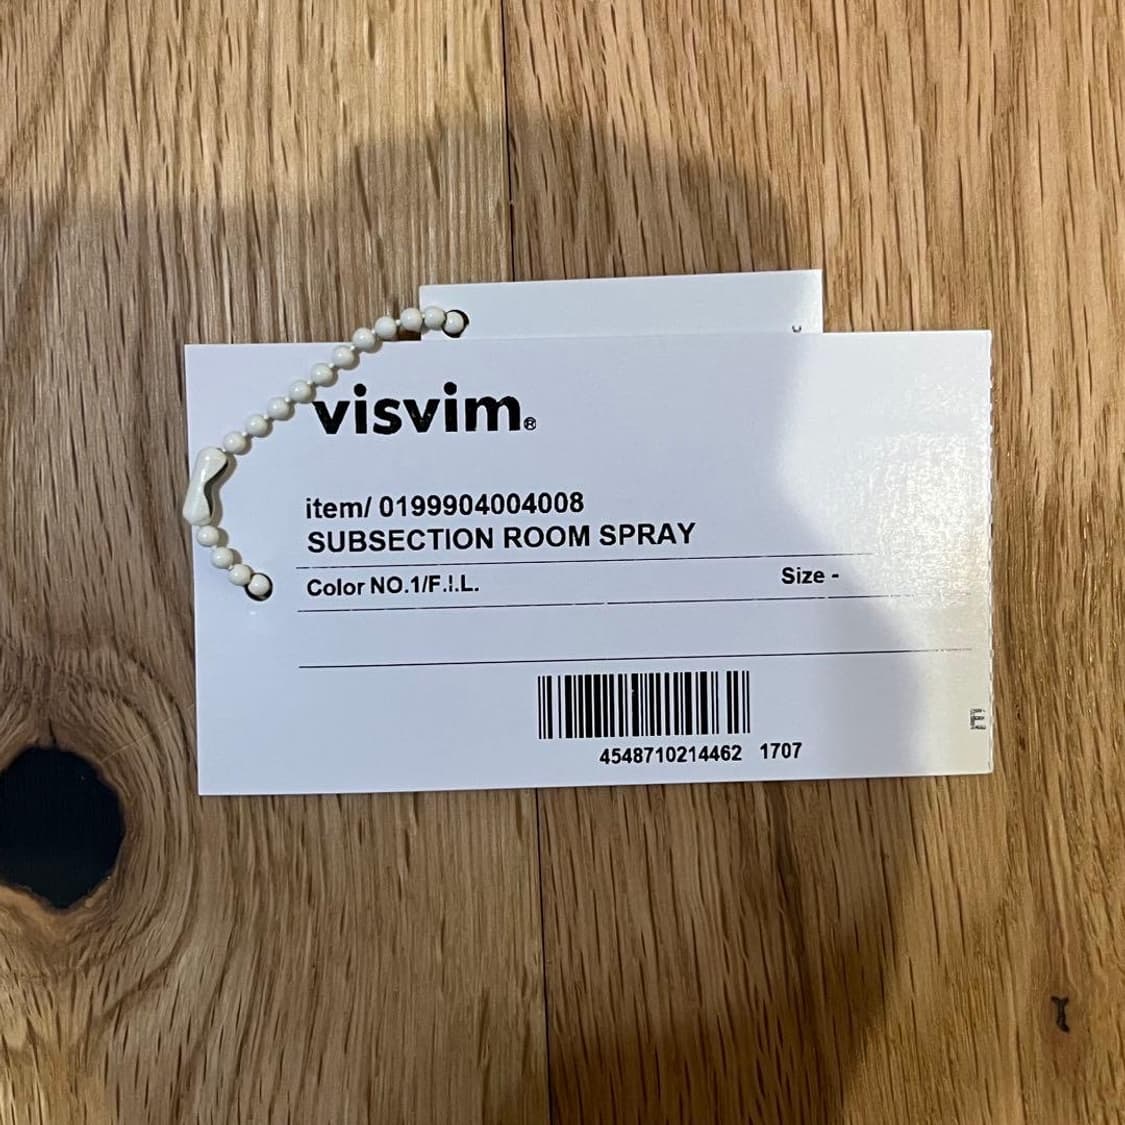 visvim®
item/ 0199904004008
SUBSECTION ROOM SPRAY
Color NO.1/F.I.L. Size -
4548710214462 1707
E